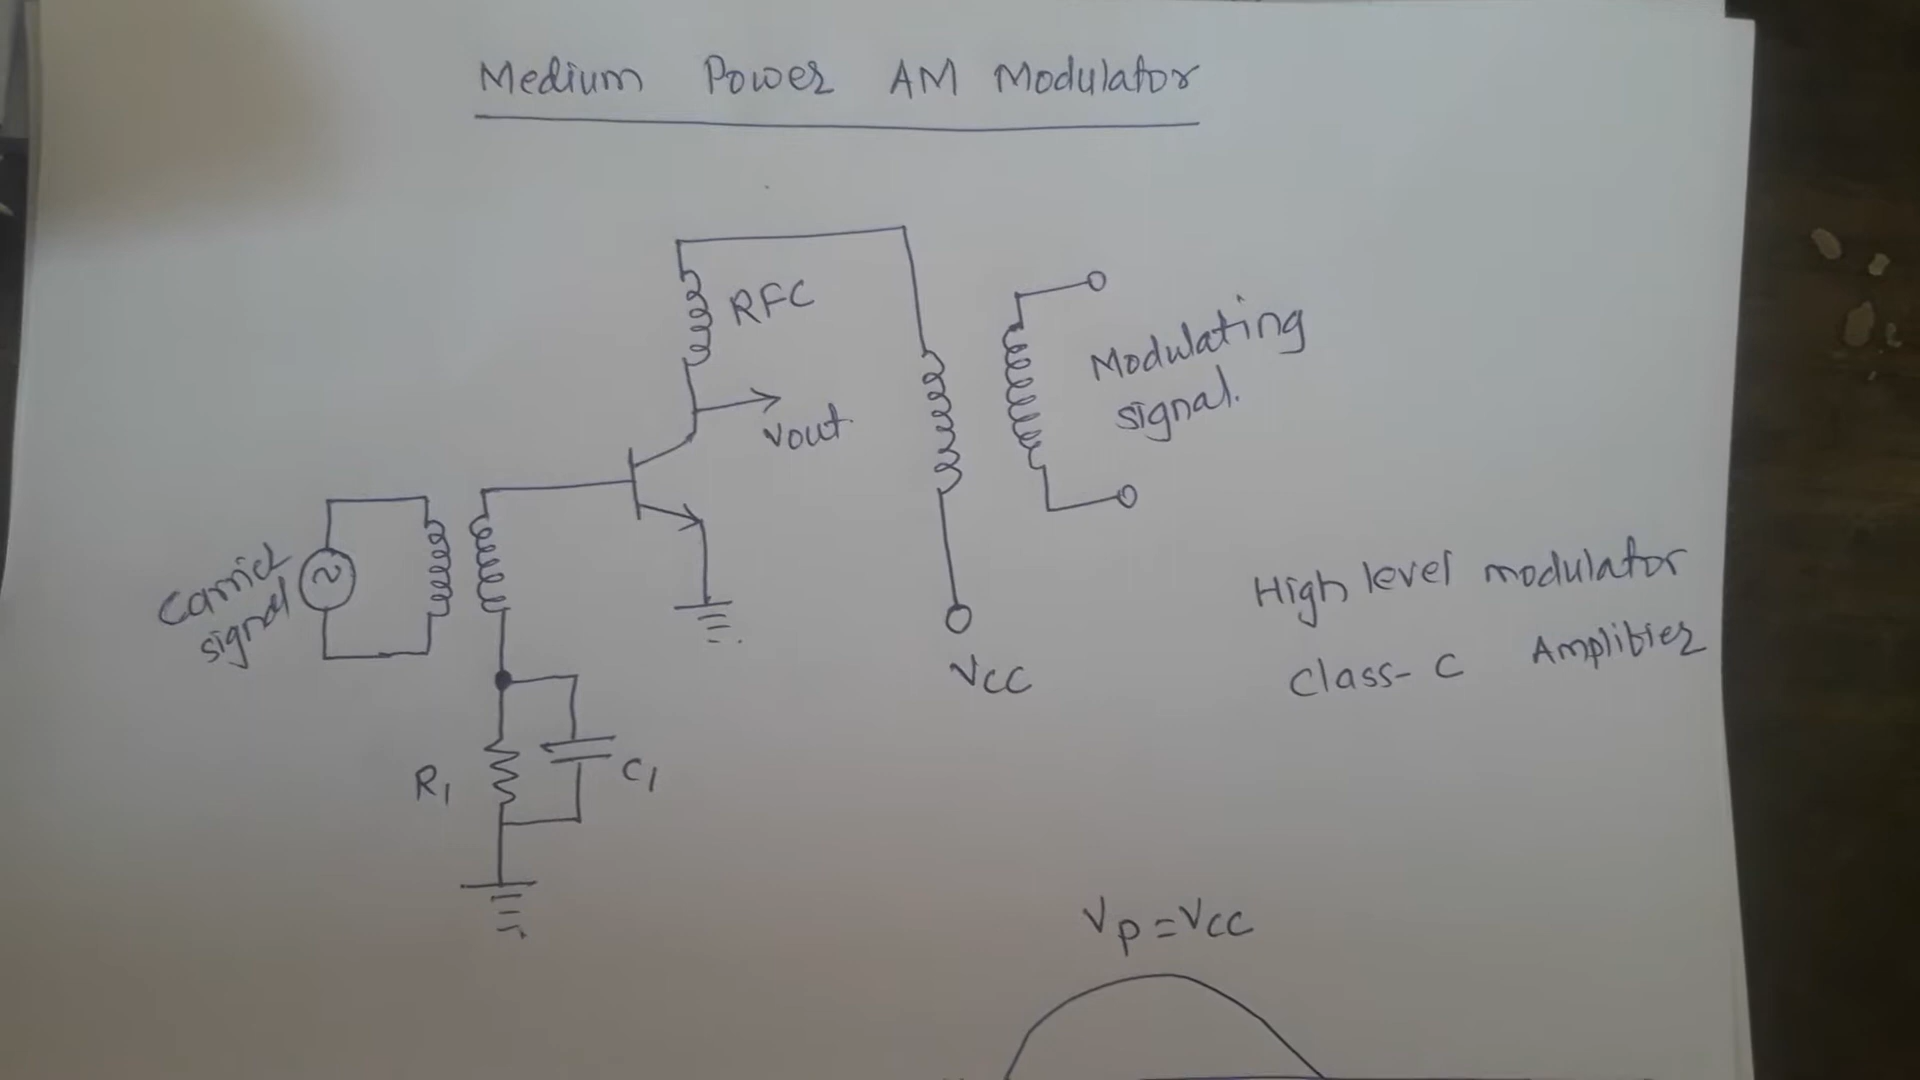 Medium Power AM Modulator
RFC
Modulating
signal.
Vout
Carrier
signal
VCC
High level modulator
Class-C Amplifier
R1
C1
Vp=VCC